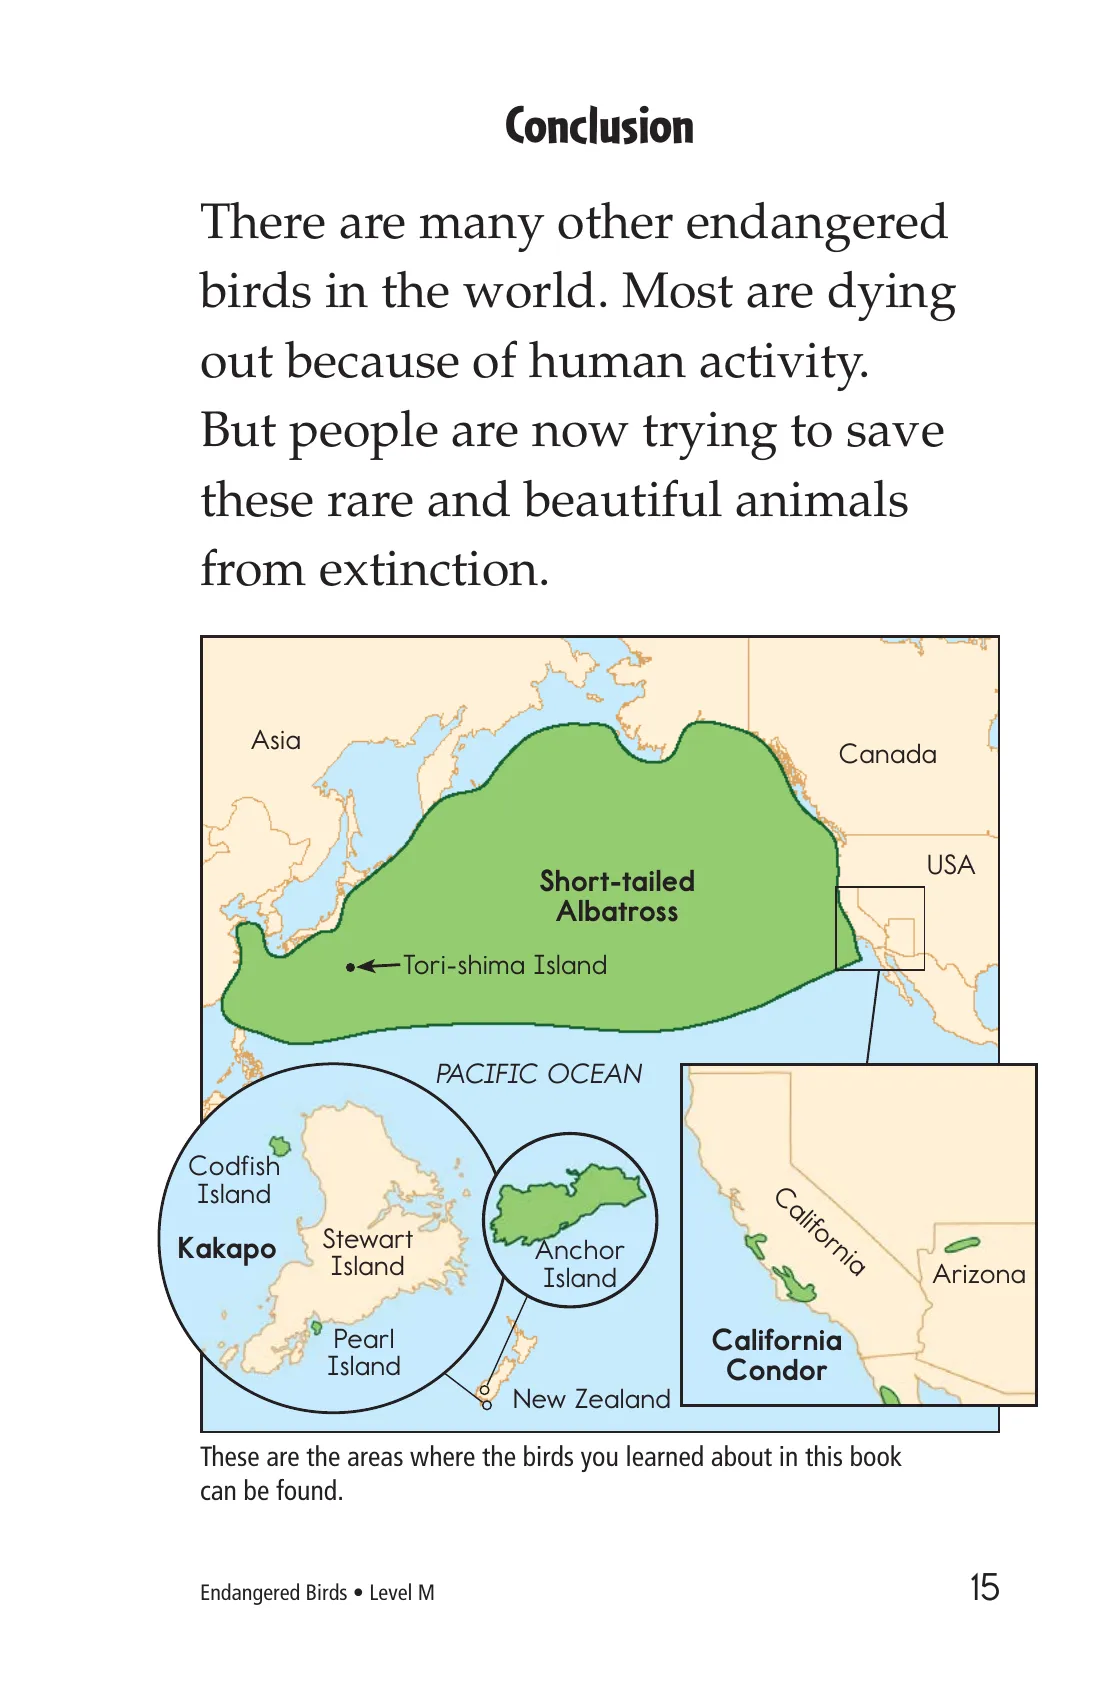 Conclusion
There are many other endangered
birds in the world. Most are dying
out because of human activity.
But people are now trying to save
these rare and beautiful animals
from extinction.
Asia
Canada
USA
Short-tailed
Albatross
Tori-shima Island
PACIFIC OCEAN
Codfish
Island
Kakapo
Stewart
Island
Pearl
Island
Anchor
Island
New Zealand
California
Arizona
California
Condor
These are the areas where the birds you learned about in this book
can be found.
Endangered Birds • Level M
15